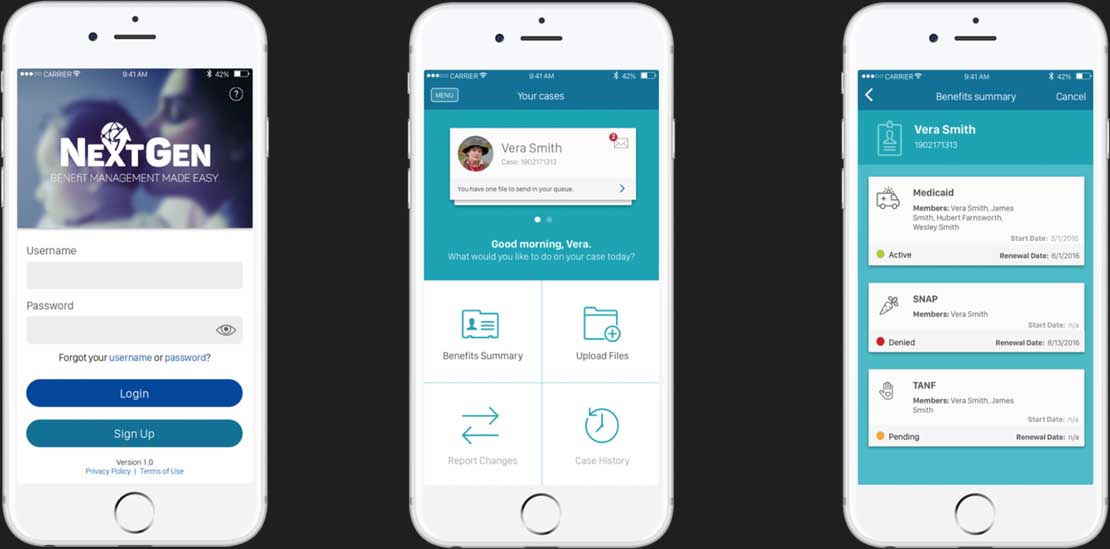 CARRIER 9:41 AM 42%
?
NEXTGEN
BENEfiT MANAGEMENT MADE EASY.
Username
Password
Forgot your username or password?
Login
Sign Up
Version 1.0
Privacy Policy | Terms of Use
CARRIER 9:41 AM 42%
MENU Your cases
2
Vera Smith
Case: 1902171313
You have one file to send in your queue.
Good morning, Vera.
What would you like to do on your case today?
Benefits Summary Upload Files
Report Changes Case History
CARRIER 9:41 AM 42%
Benefits summary Cancel
Vera Smith
1902171313
Medicaid
Members: Vera Smith, James
Smith, Hubert Farnsworth,
Wesley Smith
Start Date: 3/1/2016
Active Renewal Date: 6/1/2016
SNAP
Members: Vera Smith
Start Date: n/a
Denied Renewal Date: 8/13/2016
TANF
Members: Vera Smith, James
Smith
Start Date: n/a
Pending Renewal Date: n/a